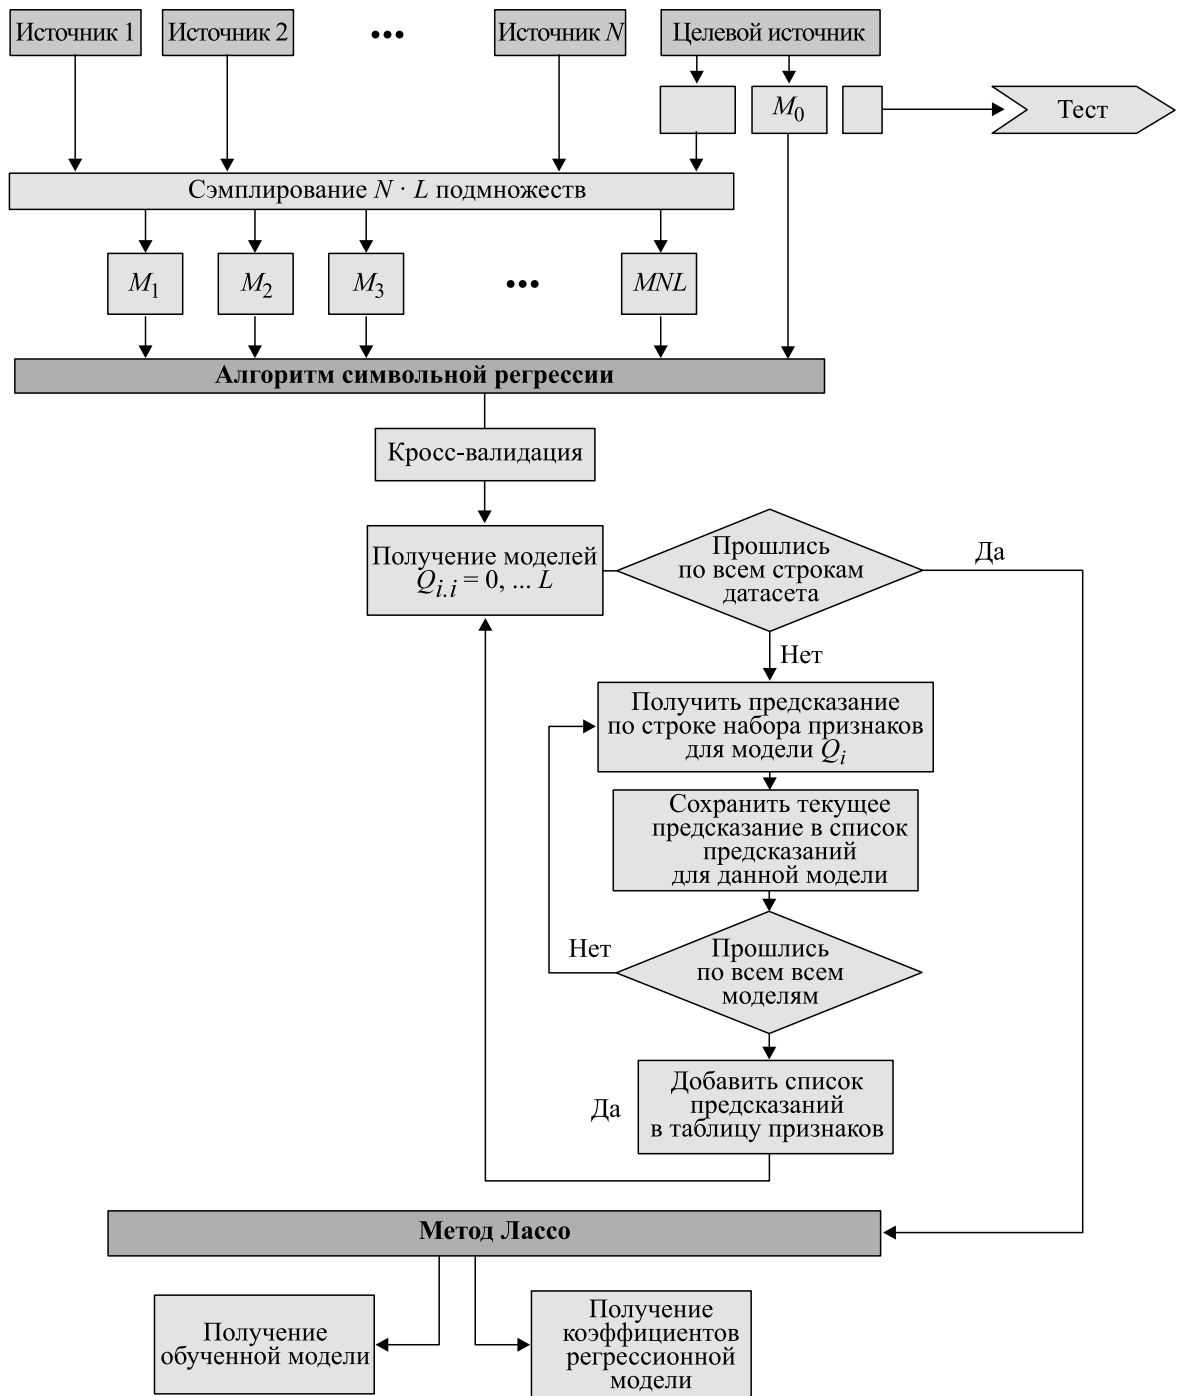 Источник 1
Источник 2
•••
Источник N
Целевой источник
M0
Тест
Сэмплирование N · L подмножеств
M1
M2
M3
•••
MNL
Алгоритм символьной регрессии
Кросс-валидация
Получение моделей
Qi.i = 0, ... L
Прошлись
по всем строкам
датасета
Да
Нет
Получить предсказание
по строке набора признаков
для модели Qi
Сохранить текущее
предсказание в список
предсказаний
для данной модели
Нет
Прошлись
по всем всем
моделям
Да
Добавить список
предсказаний
в таблицу признаков
Метод Лассо
Получение
обученной модели
Получение
коэффициентов
регрессионной
модели